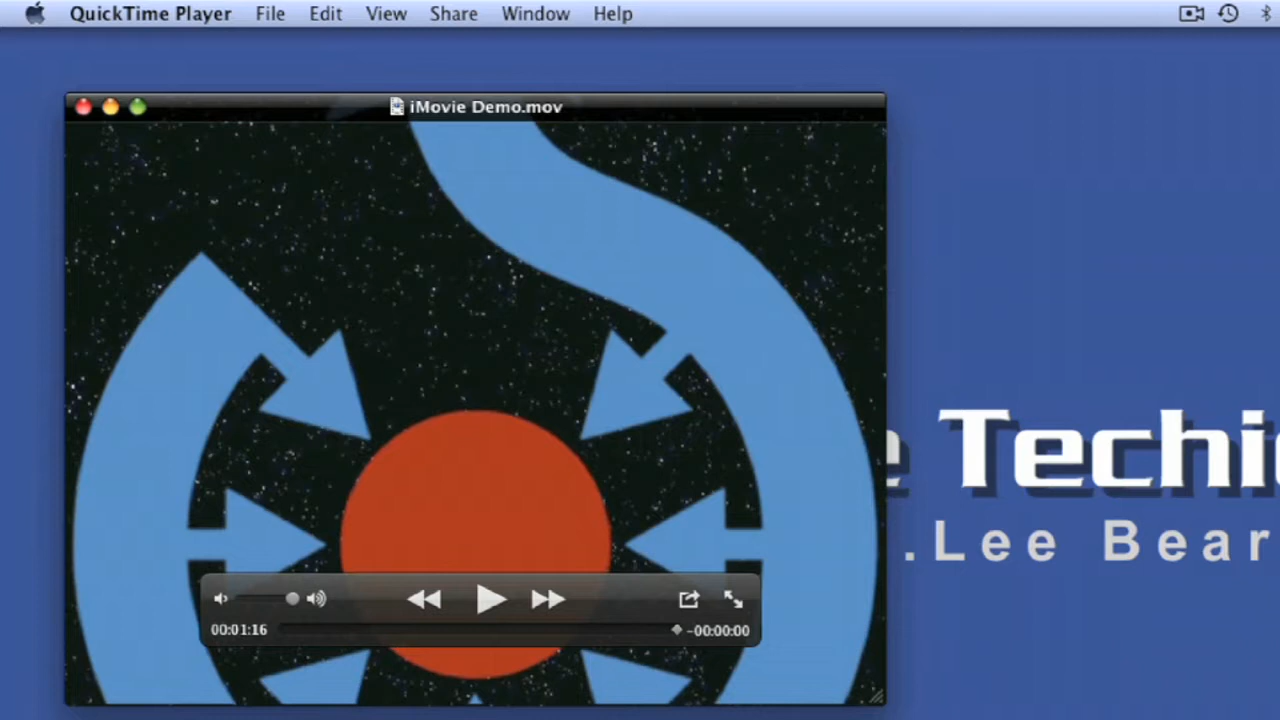 QuickTime Player File Edit View Share Window Help
iMovie Demo.mov
Techi
.Lee Bear
00:01:16
-00:00:00